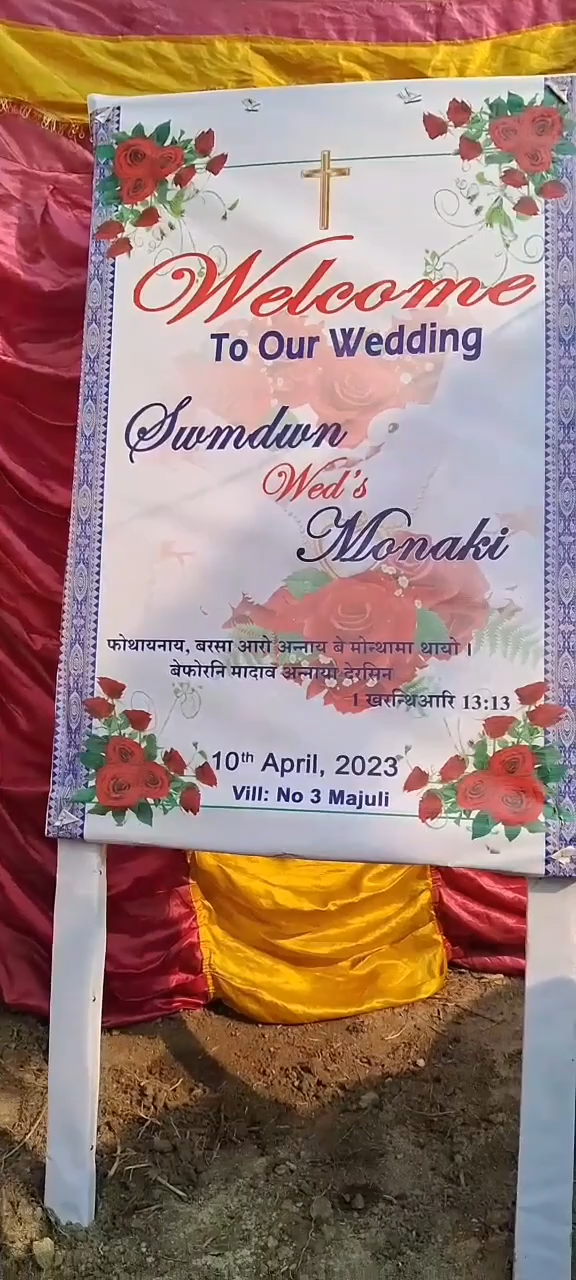 Welcome
To Our Wedding
Swmdwn
Wed's
Monaki
फोथायनाय, बरसा आरो अन्नाय बे मोन्थामा थायो ।
बेफोरनि मादाव अन्नाया देरसिन
1 खरन्थिआरि 13:13
10th April, 2023
Vill: No 3 Majuli